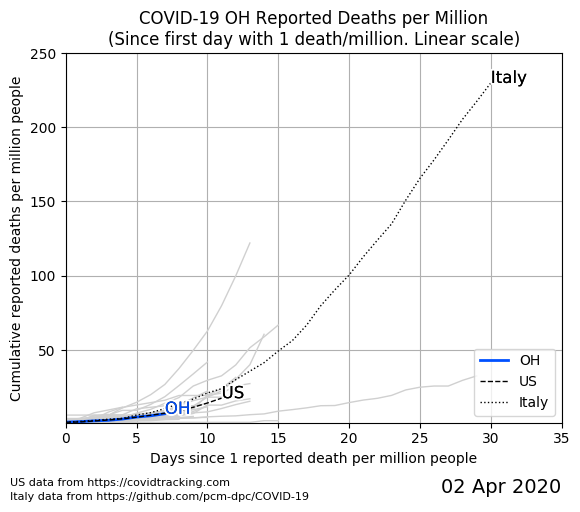 COVID-19 OH Reported Deaths per Million
(Since first day with 1 death/million. Linear scale)
Cumulative reported deaths per million people
250
200
150
100
50
Italy
US
OH
OH
US
Italy
0
5
10
15
20
25
30
35
Days since 1 reported death per million people
US data from https://covidtracking.com
Italy data from https://github.com/pcm-dpc/COVID-19
02 Apr 2020